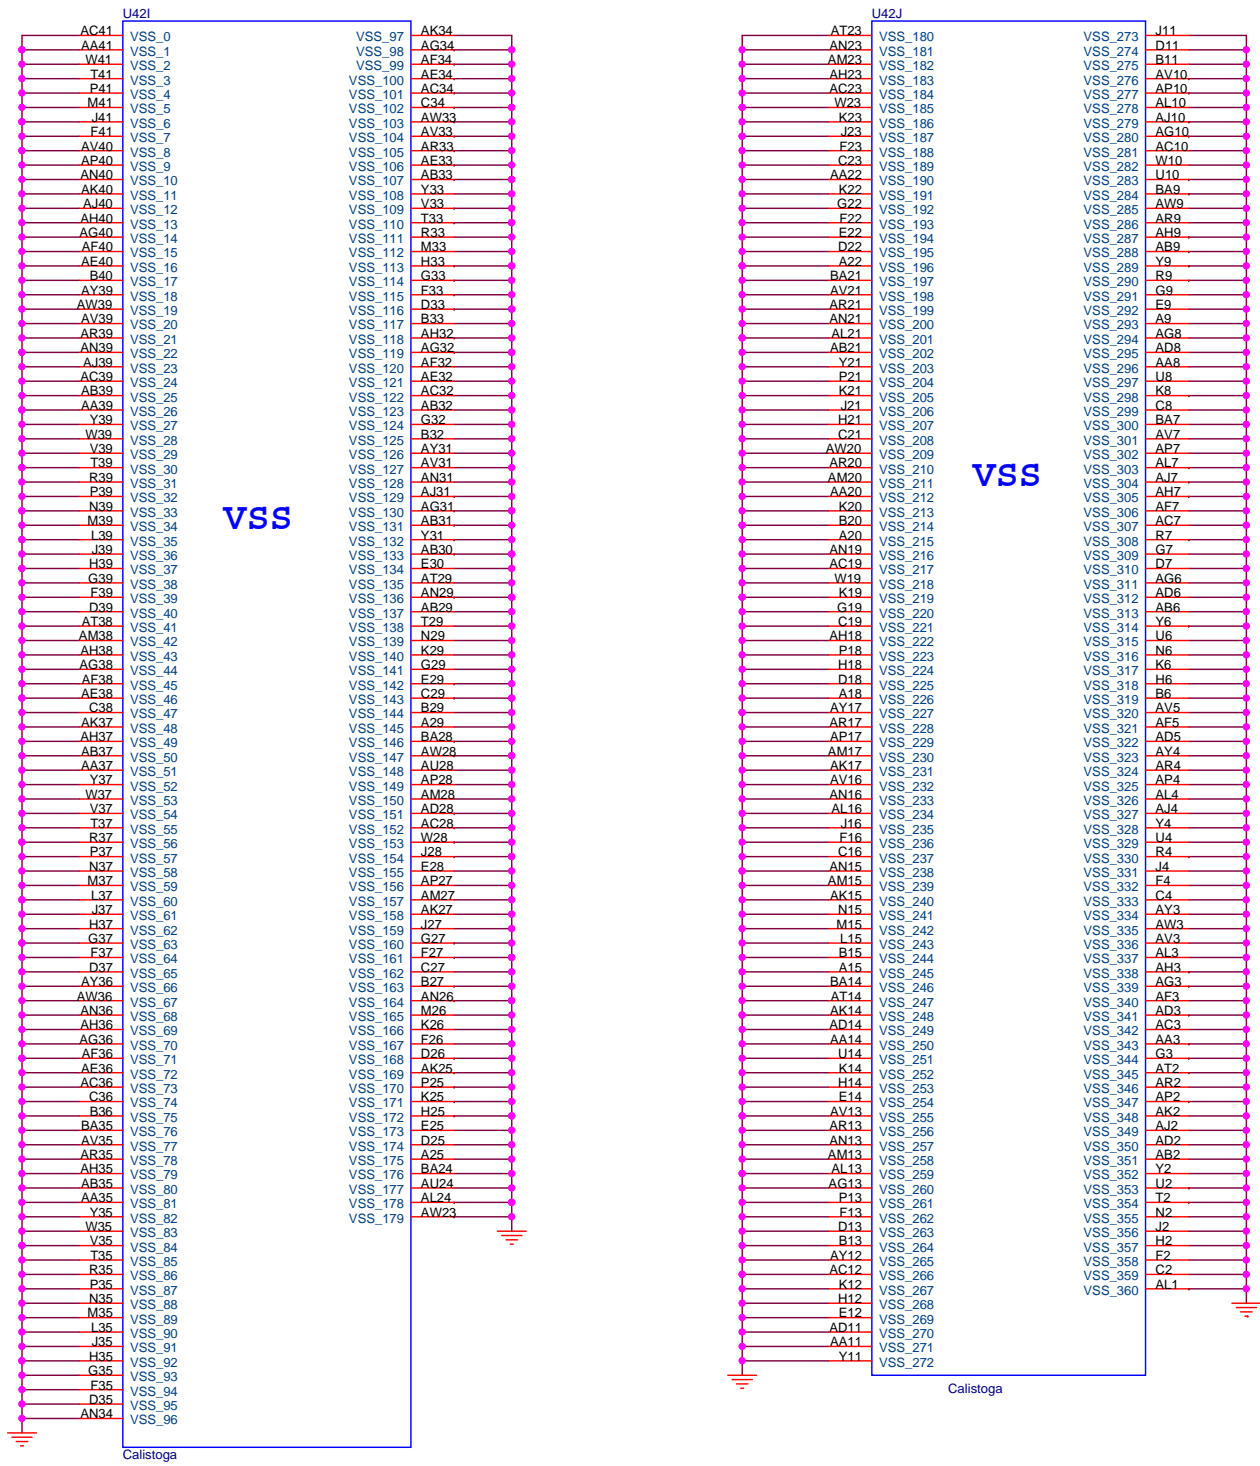 U42I
AC41 VSS_0
AA41 VSS_1
W41 VSS_2
T41 VSS_3
P41 VSS_4
M41 VSS_5
J41 VSS_6
F41 VSS_7
AV40 VSS_8
AP40 VSS_9
AN40 VSS_10
AK40 VSS_11
AJ40 VSS_12
AH40 VSS_13
AG40 VSS_14
AF40 VSS_15
AE40 VSS_16
B40 VSS_17
AY39 VSS_18
AW39 VSS_19
AV39 VSS_20
AR39 VSS_21
AN39 VSS_22
AJ39 VSS_23
AC39 VSS_24
AB39 VSS_25
AA39 VSS_26
Y39 VSS_27
W39 VSS_28
V39 VSS_29
T39 VSS_30
R39 VSS_31
P39 VSS_32
N39 VSS_33
M39 VSS_34
L39 VSS_35
J39 VSS_36
H39 VSS_37
G39 VSS_38
F39 VSS_39
D39 VSS_40
AT38 VSS_41
AM38 VSS_42
AH38 VSS_43
AG38 VSS_44
AF38 VSS_45
AE38 VSS_46
C38 VSS_47
AK37 VSS_48
AH37 VSS_49
AB37 VSS_50
AA37 VSS_51
Y37 VSS_52
W37 VSS_53
V37 VSS_54
T37 VSS_55
R37 VSS_56
P37 VSS_57
N37 VSS_58
M37 VSS_59
L37 VSS_60
J37 VSS_61
H37 VSS_62
G37 VSS_63
F37 VSS_64
D37 VSS_65
AY36 VSS_66
AW36 VSS_67
AN36 VSS_68
AH36 VSS_69
AG36 VSS_70
AF36 VSS_71
AE36 VSS_72
AC36 VSS_73
C36 VSS_74
B36 VSS_75
BA35 VSS_76
AV35 VSS_77
AR35 VSS_78
AH35 VSS_79
AB35 VSS_80
AA35 VSS_81
Y35 VSS_82
W35 VSS_83
V35 VSS_84
T35 VSS_85
R35 VSS_86
P35 VSS_87
N35 VSS_88
M35 VSS_89
L35 VSS_90
J35 VSS_91
H35 VSS_92
G35 VSS_93
F35 VSS_94
D35 VSS_95
AN34 VSS_96
VSS
VSS_97 AK34
VSS_98 AG34
VSS_99 AF34
VSS_100 AE34
VSS_101 AC34
VSS_102 C34
VSS_103 AW33
VSS_104 AV33
VSS_105 AR33
VSS_106 AE33
VSS_107 AB33
VSS_108 Y33
VSS_109 V33
VSS_110 T33
VSS_111 R33
VSS_112 M33
VSS_113 H33
VSS_114 G33
VSS_115 F33
VSS_116 D33
VSS_117 B33
VSS_118 AH32
VSS_119 AG32
VSS_120 AF32
VSS_121 AE32
VSS_122 AC32
VSS_123 AB32
VSS_124 G32
VSS_125 B32
VSS_126 AY31
VSS_127 AV31
VSS_128 AN31
VSS_129 AJ31
VSS_130 AG31
VSS_131 AB31
VSS_132 Y31
VSS_133 AB30
VSS_134 E30
VSS_135 AT29
VSS_136 AN29
VSS_137 AB29
VSS_138 T29
VSS_139 N29
VSS_140 K29
VSS_141 G29
VSS_142 E29
VSS_143 C29
VSS_144 B29
VSS_145 A29
VSS_146 BA28
VSS_147 AW28
VSS_148 AU28
VSS_149 AP28
VSS_150 AM28
VSS_151 AD28
VSS_152 AC28
VSS_153 W28
VSS_154 J28
VSS_155 E28
VSS_156 AP27
VSS_157 AM27
VSS_158 AK27
VSS_159 J27
VSS_160 G27
VSS_161 F27
VSS_162 C27
VSS_163 B27
VSS_164 AN26
VSS_165 M26
VSS_166 K26
VSS_167 F26
VSS_168 D26
VSS_169 AK25
VSS_170 P25
VSS_171 K25
VSS_172 H25
VSS_173 E25
VSS_174 D25
VSS_175 A25
VSS_176 BA24
VSS_177 AU24
VSS_178 AL24
VSS_179 AW23
Calistoga
U42J
AT23 VSS_180
AN23 VSS_181
AM23 VSS_182
AH23 VSS_183
AC23 VSS_184
W23 VSS_185
K23 VSS_186
J23 VSS_187
F23 VSS_188
C23 VSS_189
AA22 VSS_190
K22 VSS_191
G22 VSS_192
F22 VSS_193
E22 VSS_194
D22 VSS_195
A22 VSS_196
BA21 VSS_197
AV21 VSS_198
AR21 VSS_199
AN21 VSS_200
AL21 VSS_201
AB21 VSS_202
Y21 VSS_203
P21 VSS_204
K21 VSS_205
J21 VSS_206
H21 VSS_207
C21 VSS_208
AW20 VSS_209
AR20 VSS_210
AM20 VSS_211
AA20 VSS_212
K20 VSS_213
B20 VSS_214
A20 VSS_215
AN19 VSS_216
AC19 VSS_217
W19 VSS_218
K19 VSS_219
G19 VSS_220
C19 VSS_221
AH18 VSS_222
P18 VSS_223
H18 VSS_224
D18 VSS_225
A18 VSS_226
AY17 VSS_227
AR17 VSS_228
AP17 VSS_229
AM17 VSS_230
AK17 VSS_231
AV16 VSS_232
AN16 VSS_233
AL16 VSS_234
J16 VSS_235
F16 VSS_236
C16 VSS_237
AN15 VSS_238
AM15 VSS_239
AK15 VSS_240
N15 VSS_241
M15 VSS_242
L15 VSS_243
B15 VSS_244
A15 VSS_245
BA14 VSS_246
AT14 VSS_247
AK14 VSS_248
AD14 VSS_249
AA14 VSS_250
U14 VSS_251
K14 VSS_252
H14 VSS_253
E14 VSS_254
AV13 VSS_255
AR13 VSS_256
AN13 VSS_257
AM13 VSS_258
AL13 VSS_259
AG13 VSS_260
P13 VSS_261
F13 VSS_262
D13 VSS_263
B13 VSS_264
AY12 VSS_265
AC12 VSS_266
K12 VSS_267
H12 VSS_268
E12 VSS_269
AD11 VSS_270
AA11 VSS_271
Y11 VSS_272
VSS
VSS_273 J11
VSS_274 D11
VSS_275 B11
VSS_276 AV10
VSS_277 AP10
VSS_278 AL10
VSS_279 AJ10
VSS_280 AG10
VSS_281 AC10
VSS_282 W10
VSS_283 U10
VSS_284 BA9
VSS_285 AW9
VSS_286 AR9
VSS_287 AH9
VSS_288 AB9
VSS_289 Y9
VSS_290 R9
VSS_291 G9
VSS_292 E9
VSS_293 A9
VSS_294 AG8
VSS_295 AD8
VSS_296 AA8
VSS_297 U8
VSS_298 K8
VSS_299 C8
VSS_300 BA7
VSS_301 AV7
VSS_302 AP7
VSS_303 AL7
VSS_304 AJ7
VSS_305 AH7
VSS_306 AF7
VSS_307 AC7
VSS_308 R7
VSS_309 G7
VSS_310 D7
VSS_311 AG6
VSS_312 AD6
VSS_313 AB6
VSS_314 Y6
VSS_315 U6
VSS_316 N6
VSS_317 K6
VSS_318 H6
VSS_319 B6
VSS_320 AV5
VSS_321 AF5
VSS_322 AD5
VSS_323 AY4
VSS_324 AR4
VSS_325 AP4
VSS_326 AL4
VSS_327 AJ4
VSS_328 Y4
VSS_329 U4
VSS_330 R4
VSS_331 J4
VSS_332 F4
VSS_333 C4
VSS_334 AY3
VSS_335 AW3
VSS_336 AV3
VSS_337 AL3
VSS_338 AH3
VSS_339 AG3
VSS_340 AF3
VSS_341 AD3
VSS_342 AC3
VSS_343 AA3
VSS_344 G3
VSS_345 AT2
VSS_346 AR2
VSS_347 AP2
VSS_348 AK2
VSS_349 AJ2
VSS_350 AD2
VSS_351 AB2
VSS_352 Y2
VSS_353 U2
VSS_354 T2
VSS_355 N2
VSS_356 J2
VSS_357 H2
VSS_358 F2
VSS_359 C2
VSS_360 AL1
Calistoga